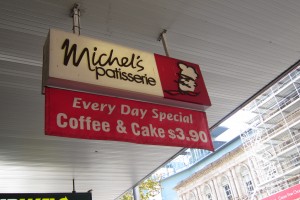 Michel's
patisserie
Every Day Special
Coffee & Cake $3.90